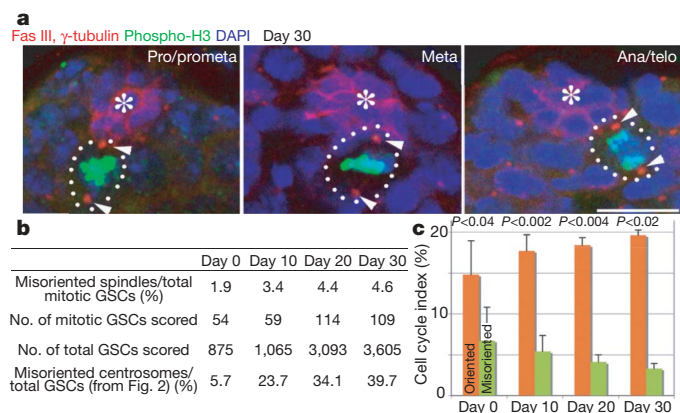 a
Fas III, γ-tubulin Phospho-H3 DAPI Day 30
Pro/prometa
Meta
Ana/telo
*
*
*
b
Day 0 Day 10 Day 20 Day 30
Misoriented spindles/total
mitotic GSCs (%)
1.9 3.4 4.4 4.6
No. of mitotic GSCs scored 54 59 114 109
No. of total GSCs scored 875 1,065 3,093 3,605
Misoriented centrosomes/
total GSCs (from Fig. 2) (%)
5.7 23.7 34.1 39.7
c
P<0.04 P<0.002 P<0.004 P<0.02
Cell cycle index (%)
20
10
0
Oriented
Misoriented
Day 0 Day 10 Day 20 Day 30